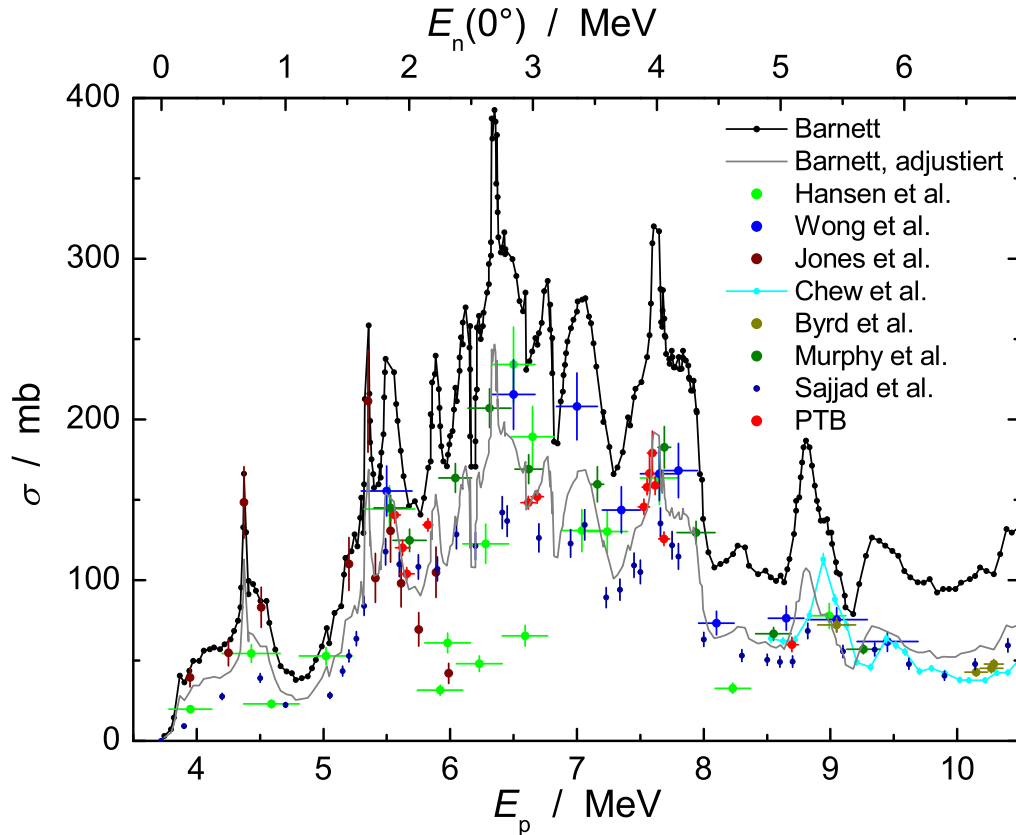 E_n(0°) / MeV
0 1 2 3 4 5 6
400
300
200
100
0
σ / mb
Barnett
Barnett, adjustiert
Hansen et al.
Wong et al.
Jones et al.
Chew et al.
Byrd et al.
Murphy et al.
Sajjad et al.
PTB
4 5 6 7 8 9 10
E_p / MeV